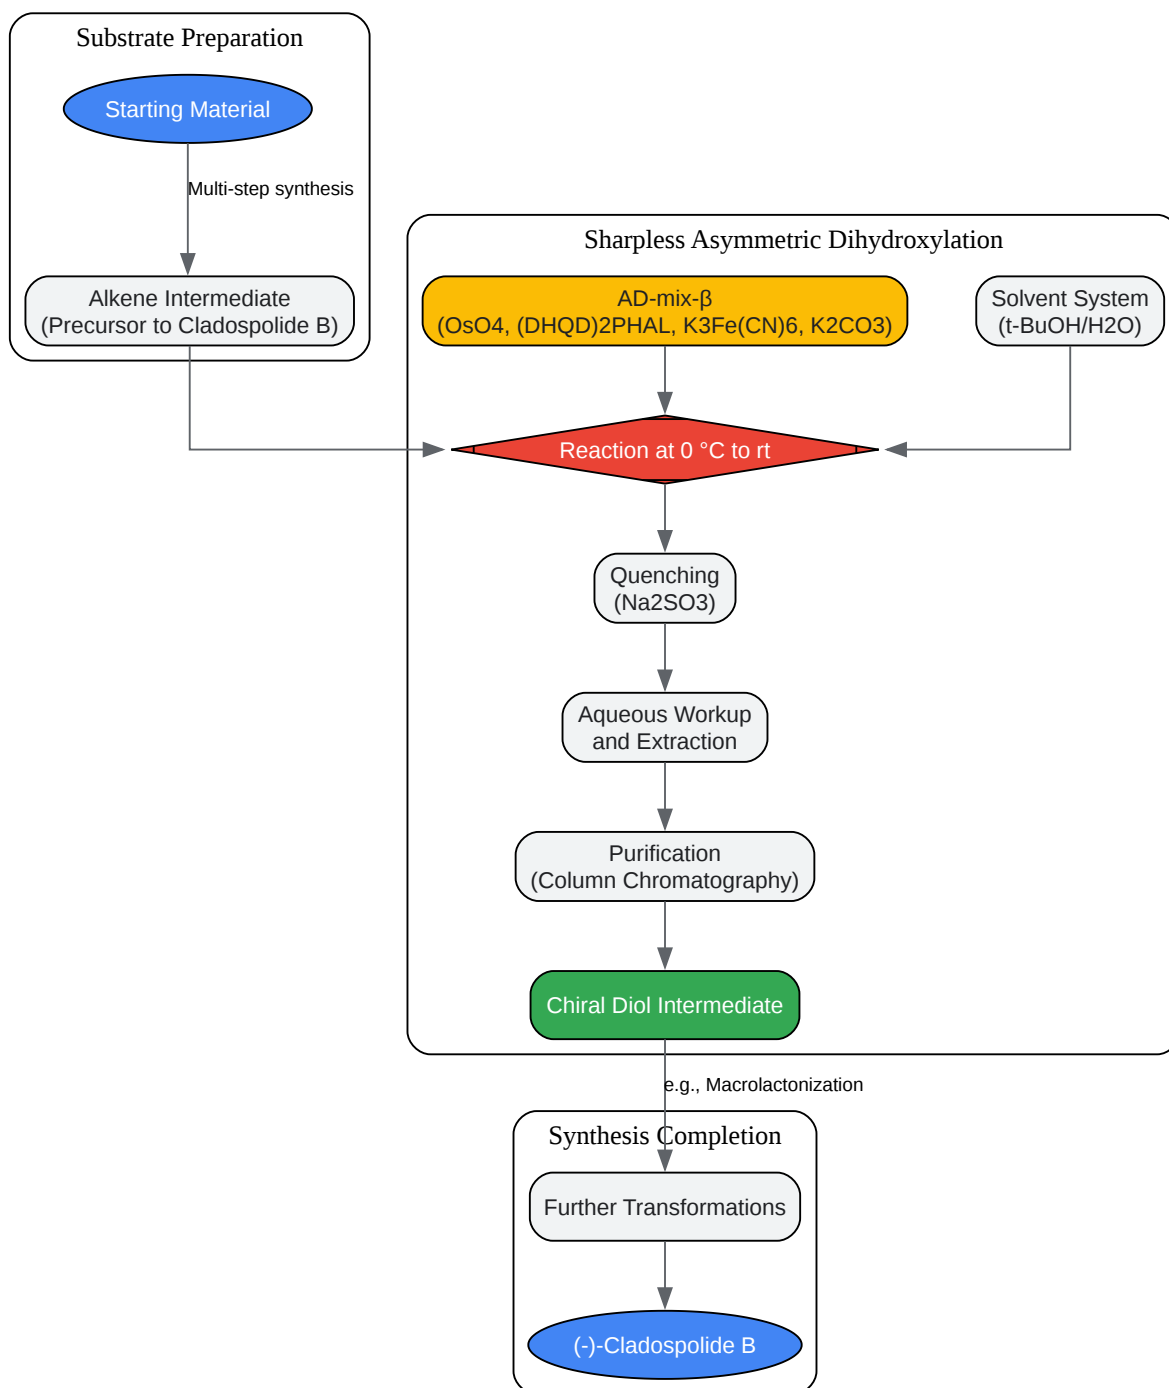 Substrate Preparation
Starting Material
Multi-step synthesis
Alkene Intermediate
(Precursor to Cladospolide B)
Sharpless Asymmetric Dihydroxylation
AD-mix-β
(OsO4, (DHQD)2PHAL, K3Fe(CN)6, K2CO3)
Solvent System
(t-BuOH/H2O)
Reaction at 0 °C to rt
Quenching
(Na2SO3)
Aqueous Workup
and Extraction
Purification
(Column Chromatography)
Chiral Diol Intermediate
e.g., Macrolactonization
Synthesis Completion
Further Transformations
(-)-Cladospolide B